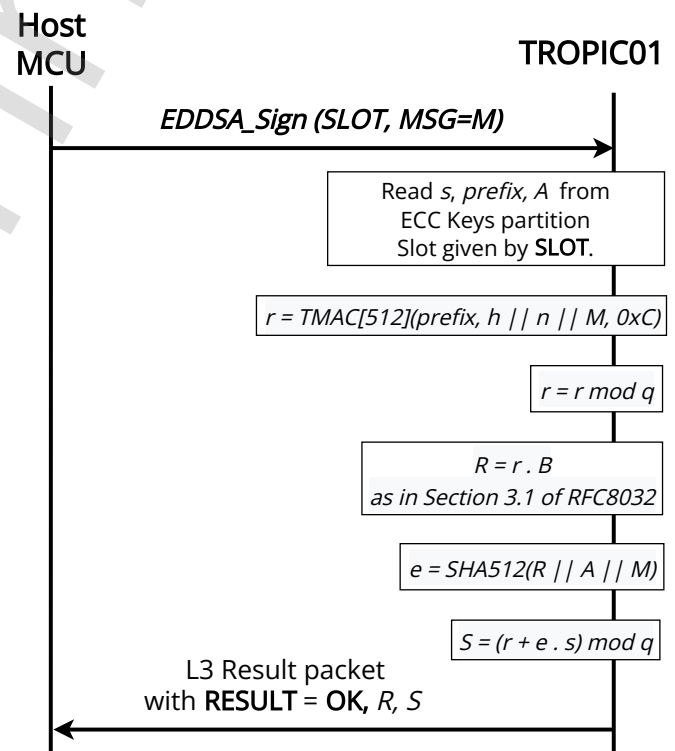 Host
MCU
TROPIC01
EDDSA_Sign (SLOT, MSG=M)
Read s, prefix, A from
ECC Keys partition
Slot given by SLOT.
r = TMAC[512](prefix, h || n || M, 0xC)
r = r mod q
R = r . B
as in Section 3.1 of RFC8032
e = SHA512(R || A || M)
S = (r + e . s) mod q
L3 Result packet
with RESULT = OK, R, S